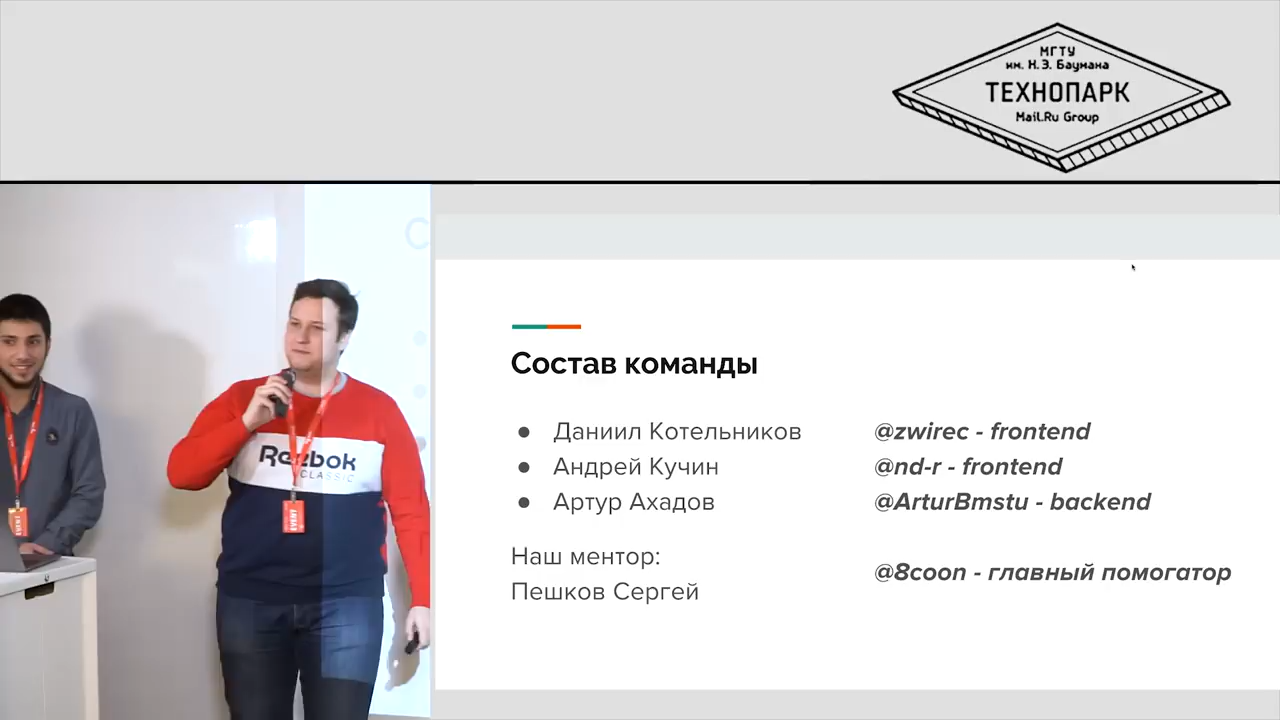 МГТУ
им. Н.Э. Баумана
ТЕХНОПАРК
Mail.Ru Group
Состав команды
● Даниил Котельников @zwirec - frontend
● Андрей Кучин @nd-r - frontend
● Артур Ахадов @ArturBmstu - backend
Наш ментор:
Пешков Сергей
@8coon - главный помогатор
Reebok
CLASSIC
EVENT